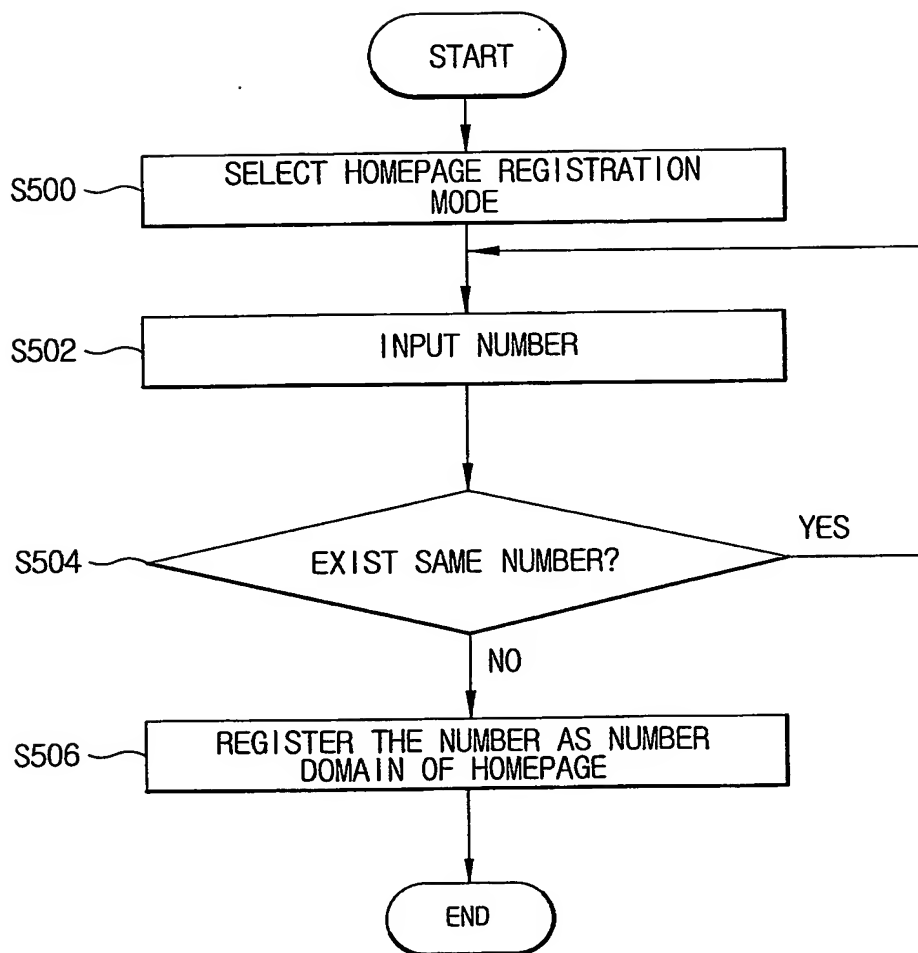 START
S500
SELECT HOMEPAGE REGISTRATION
MODE
S502
INPUT NUMBER
S504
EXIST SAME NUMBER?
YES
NO
S506
REGISTER THE NUMBER AS NUMBER
DOMAIN OF HOMEPAGE
END